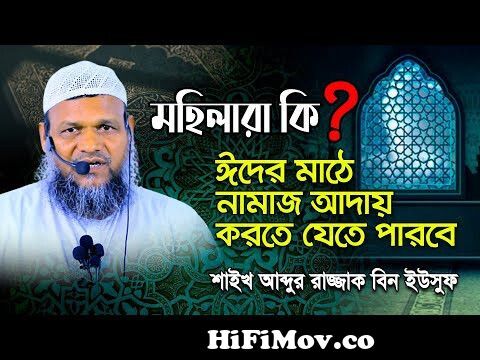 মহিলারা কি?
ঈদের মাঠে
নামাজ আদায়
করতে যেতে পারবে
শাইখ আব্দুর রাজ্জাক বিন ইউসুফ
HiFiMov.co